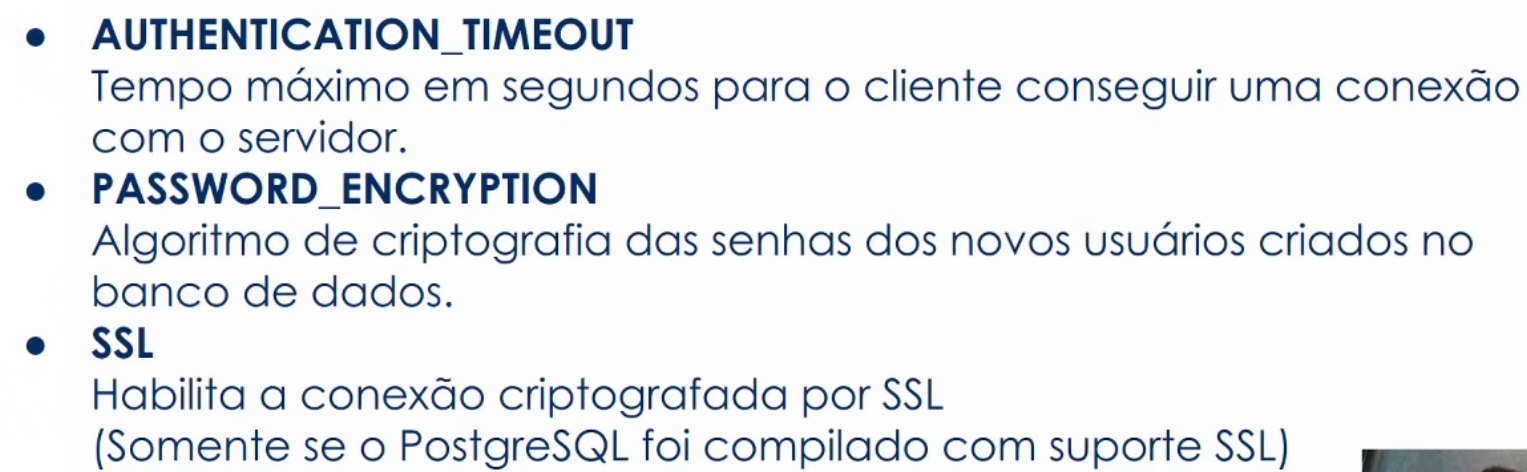 ● AUTHENTICATION_TIMEOUT
Tempo máximo em segundos para o cliente conseguir uma conexão
com o servidor.
● PASSWORD_ENCRYPTION
Algoritmo de criptografia das senhas dos novos usuários criados no
banco de dados.
● SSL
Habilita a conexão criptografada por SSL
(Somente se o PostgreSQL foi compilado com suporte SSL)